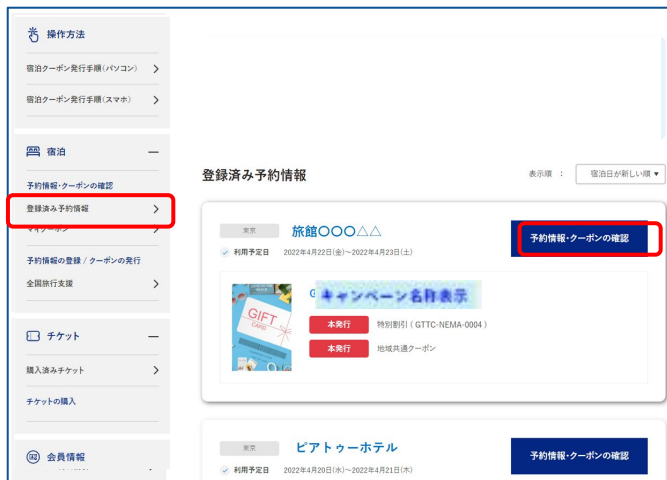 操作方法
宿泊クーポン発行手順(パソコン)
宿泊クーポン発行手順(スマホ)
宿泊
予約情報・クーポンの確認
登録済み予約情報
マイクーポン
予約情報の登録 / クーポンの発行
全国旅行支援
チケット
購入済みチケット
チケットの購入
会員情報
登録済み予約情報
表示順 ： 宿泊日が新しい順▼
東京 旅館〇〇〇△△
利用予定日 2022年4月22日(金)〜2022年4月23日(土)
予約情報・クーポンの確認
GIFT
CARD
キャンペーン名称表示
本発行 特別割引 ( GTTC-NEMA-0004 )
本発行 地域共通クーポン
東京 ピアトゥーホテル
利用予定日 2022年4月20日(水)〜2022年4月21日(木)
予約情報・クーポンの確認